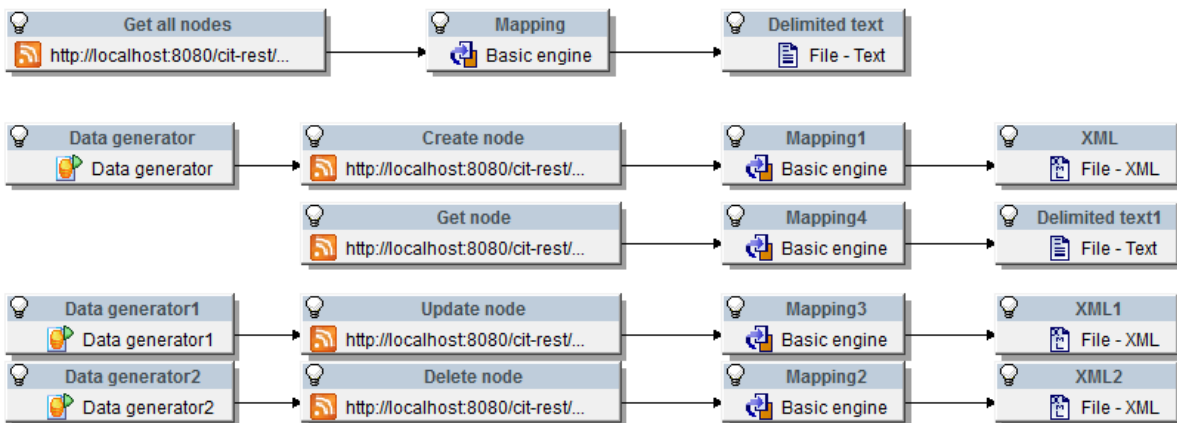 Get all nodes
http://localhost:8080/cit-rest/...
Mapping
Basic engine
Delimited text
File - Text
Data generator
Data generator
Create node
http://localhost:8080/cit-rest/...
Mapping1
Basic engine
XML
File - XML
Get node
http://localhost:8080/cit-rest/...
Mapping4
Basic engine
Delimited text1
File - Text
Data generator1
Data generator1
Update node
http://localhost:8080/cit-rest/...
Mapping3
Basic engine
XML1
File - XML
Data generator2
Data generator2
Delete node
http://localhost:8080/cit-rest/...
Mapping2
Basic engine
XML2
File - XML